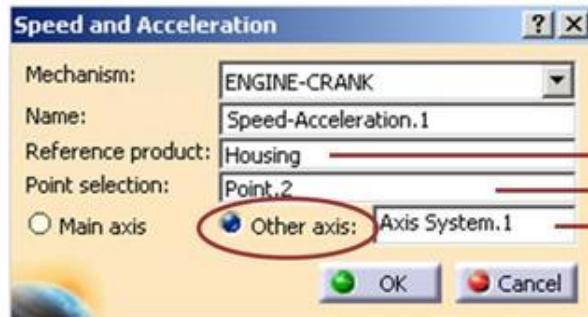 Speed and Acceleration ? X
Mechanism: ENGINE-CRANK
Name: Speed-Acceleration.1
Reference product: Housing
Point selection: Point.2
Main axis Other axis: Axis System.1
OK Cancel